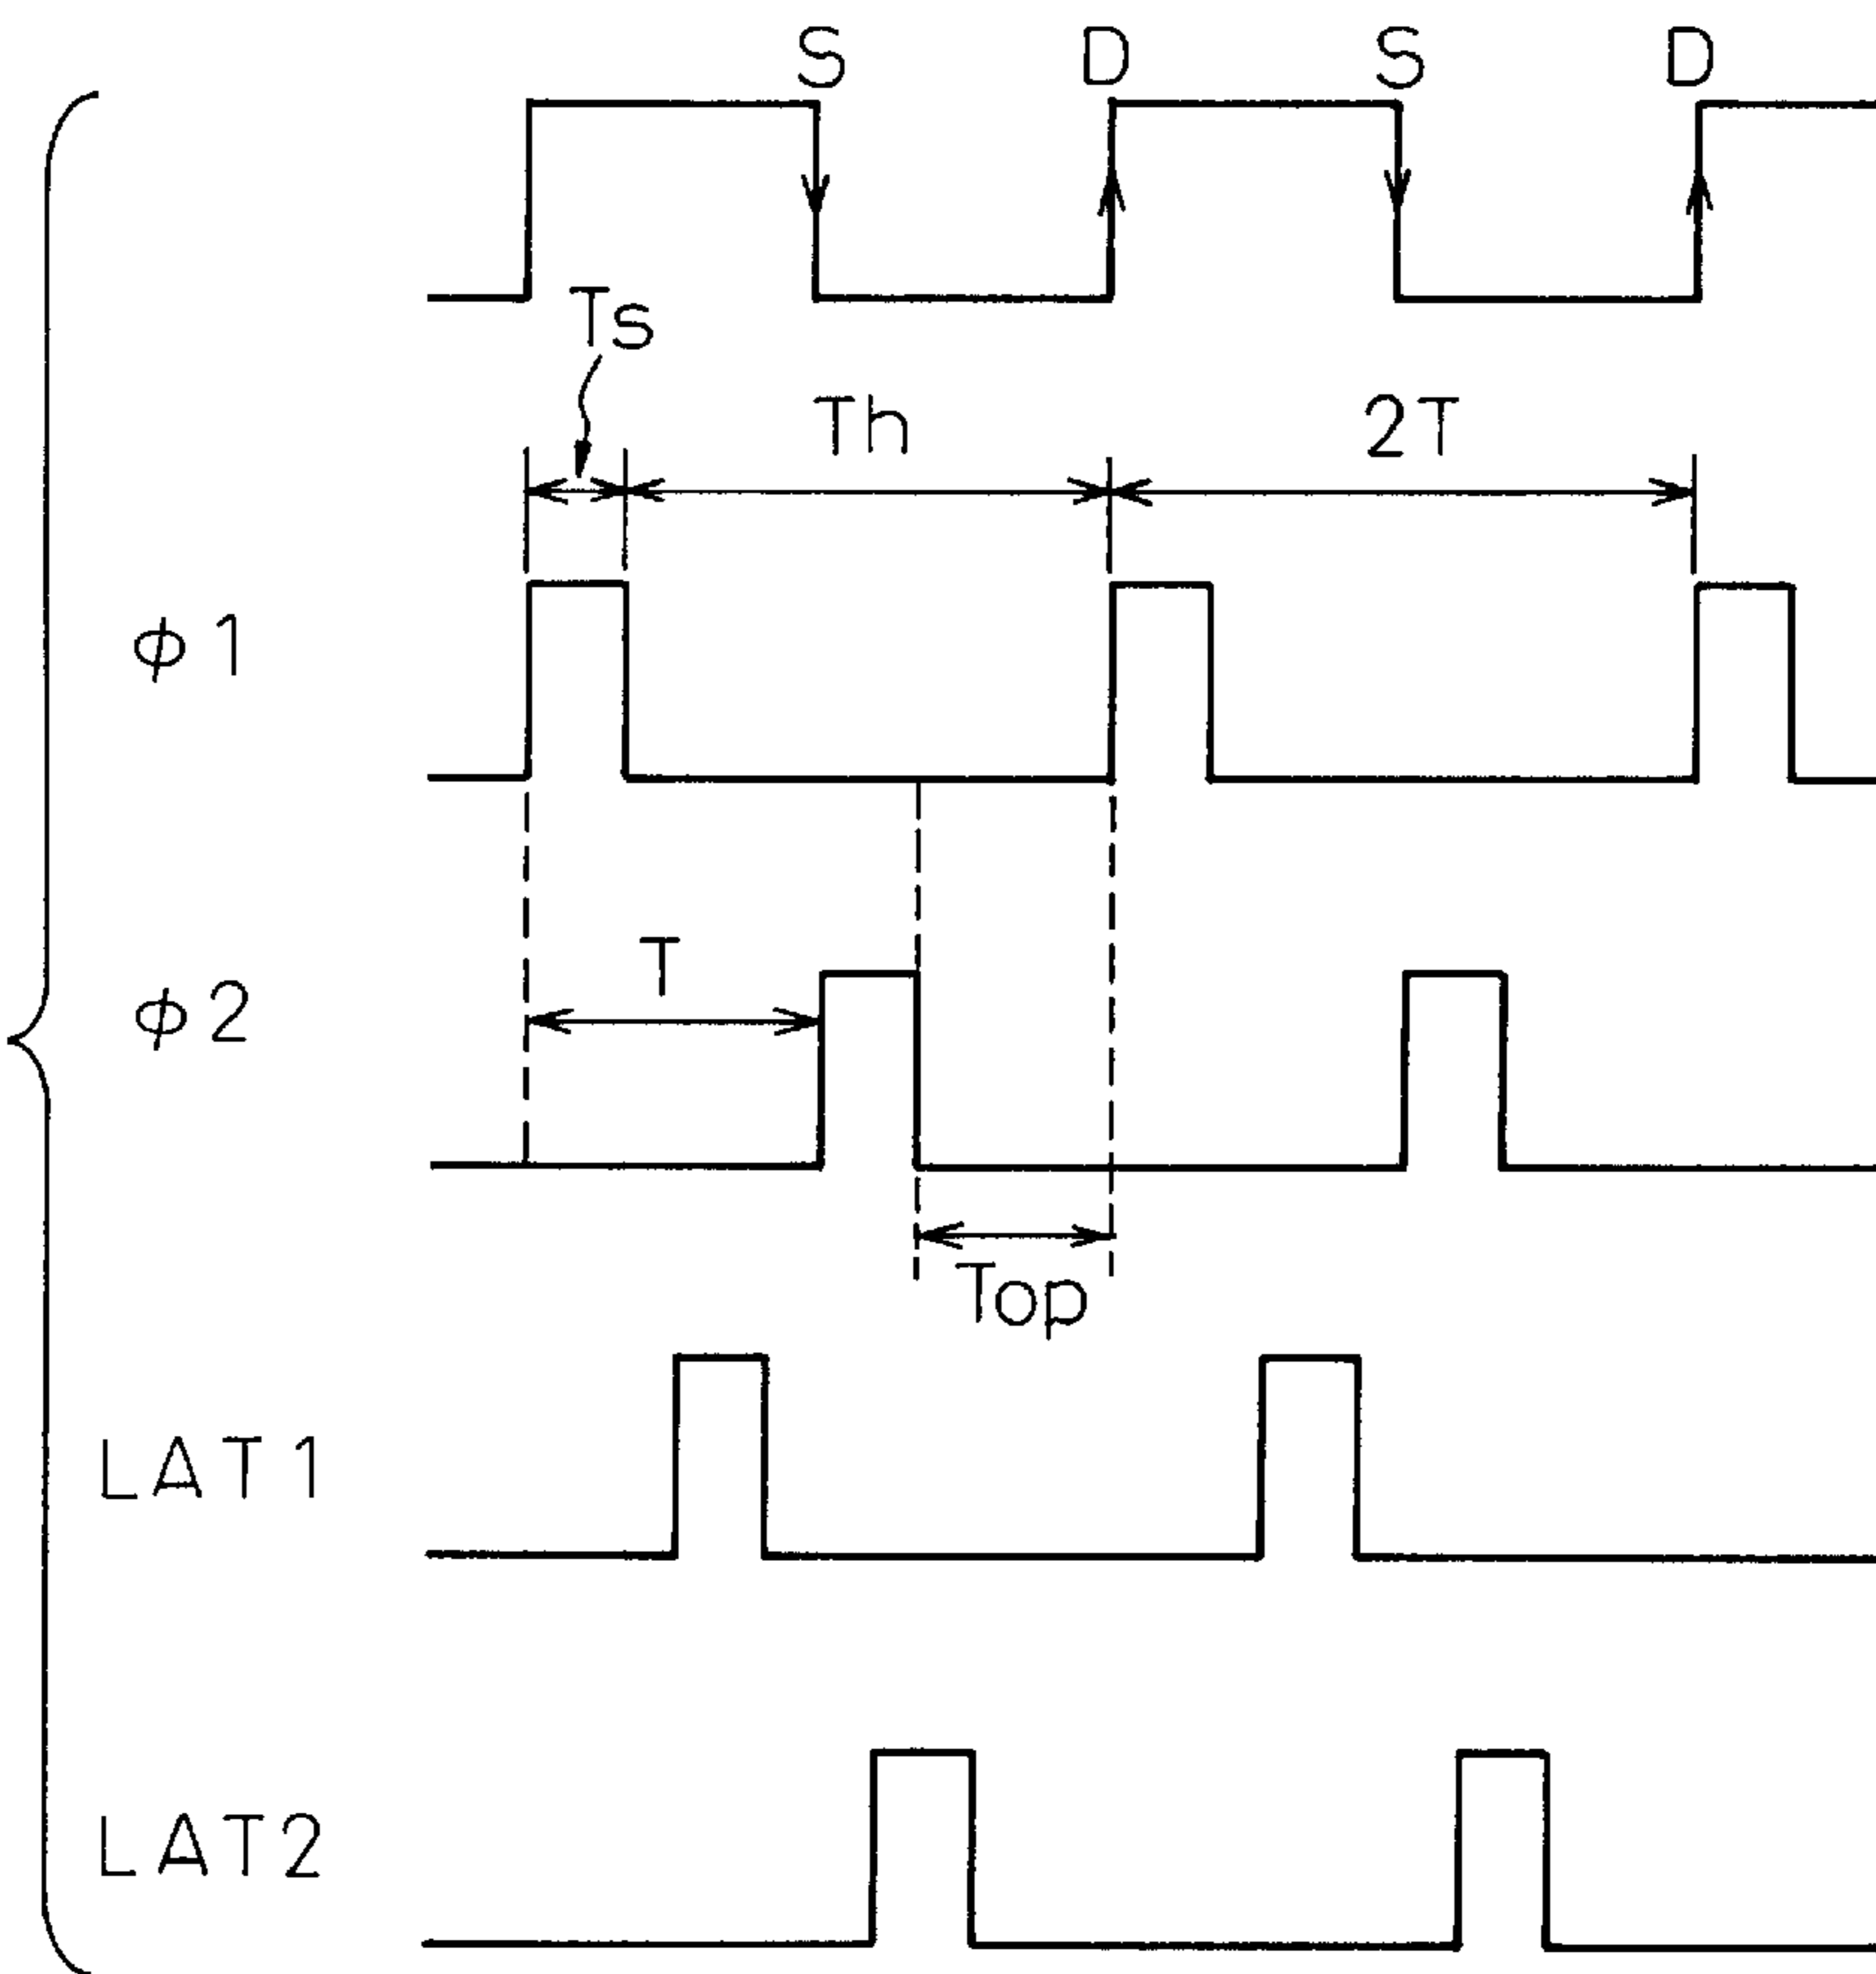 S D S D
Ts
Th 2T
φ1
T
φ2
Top
LAT1
LAT2